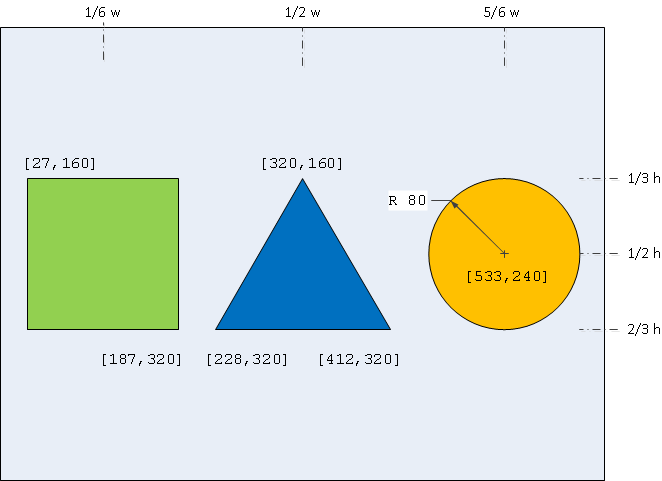 1/6 w 1/2 w 5/6 w
[27,160] [320,160]
1/3 h
R 80
1/2 h
[533,240]
2/3 h
[187,320] [228,320] [412,320]